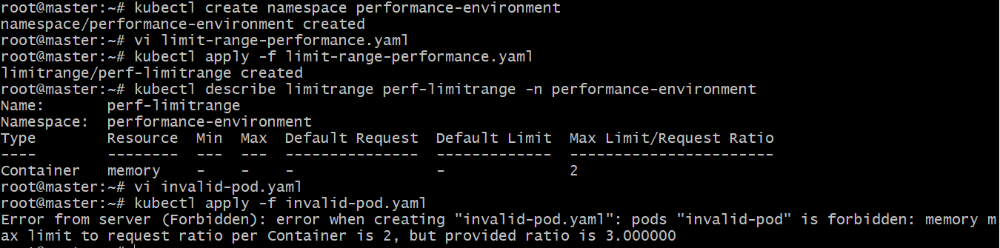 root@master:~# kubectl create namespace performance-environment
namespace/performance-environment created
root@master:~# vi limit-range-performance.yaml
root@master:~# kubectl apply -f limit-range-performance.yaml
limitrange/perf-limitrange created
root@master:~# kubectl describe limitrange perf-limitrange -n performance-environment
Name:       perf-limitrange
Namespace:  performance-environment
Type        Resource  Min  Max  Default Request  Default Limit  Max Limit/Request Ratio
----        --------  ---  ---  ---------------  -------------  -----------------------
Container   memory    -    -    -                -              2
root@master:~# vi invalid-pod.yaml
root@master:~# kubectl apply -f invalid-pod.yaml
Error from server (Forbidden): error when creating "invalid-pod.yaml": pods "invalid-pod" is forbidden: memory m
ax limit to request ratio per Container is 2, but provided ratio is 3.000000